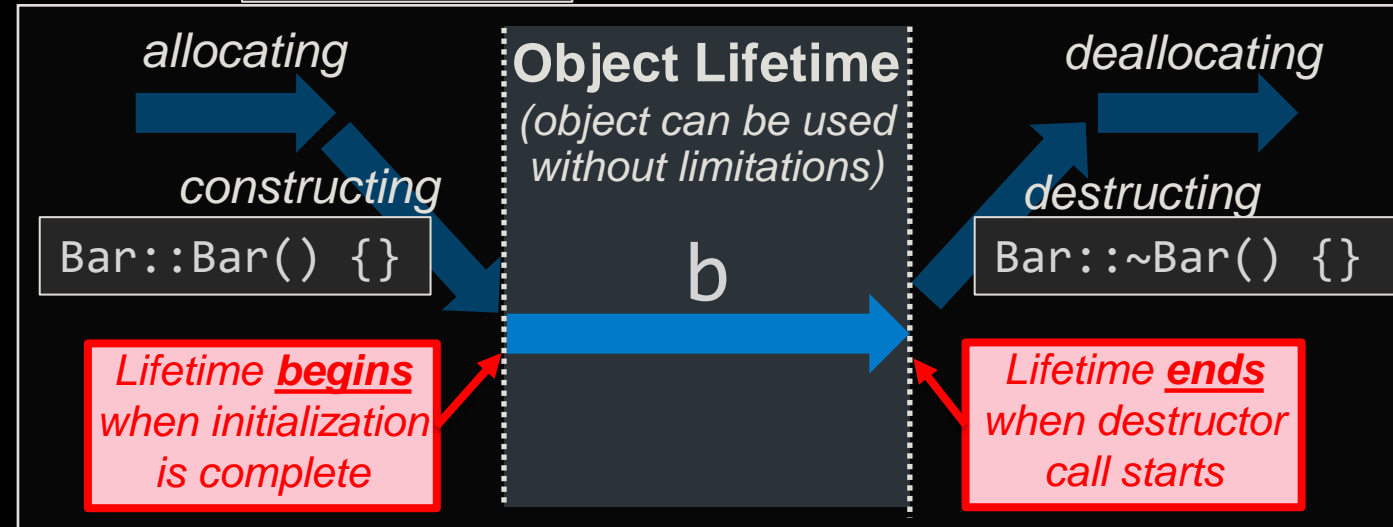 allocating
constructing
Bar::Bar() {}
Lifetime begins
when initialization
is complete
Object Lifetime
(object can be used
without limitations)
b
deallocating
destructing
Bar::~Bar() {}
Lifetime ends
when destructor
call starts